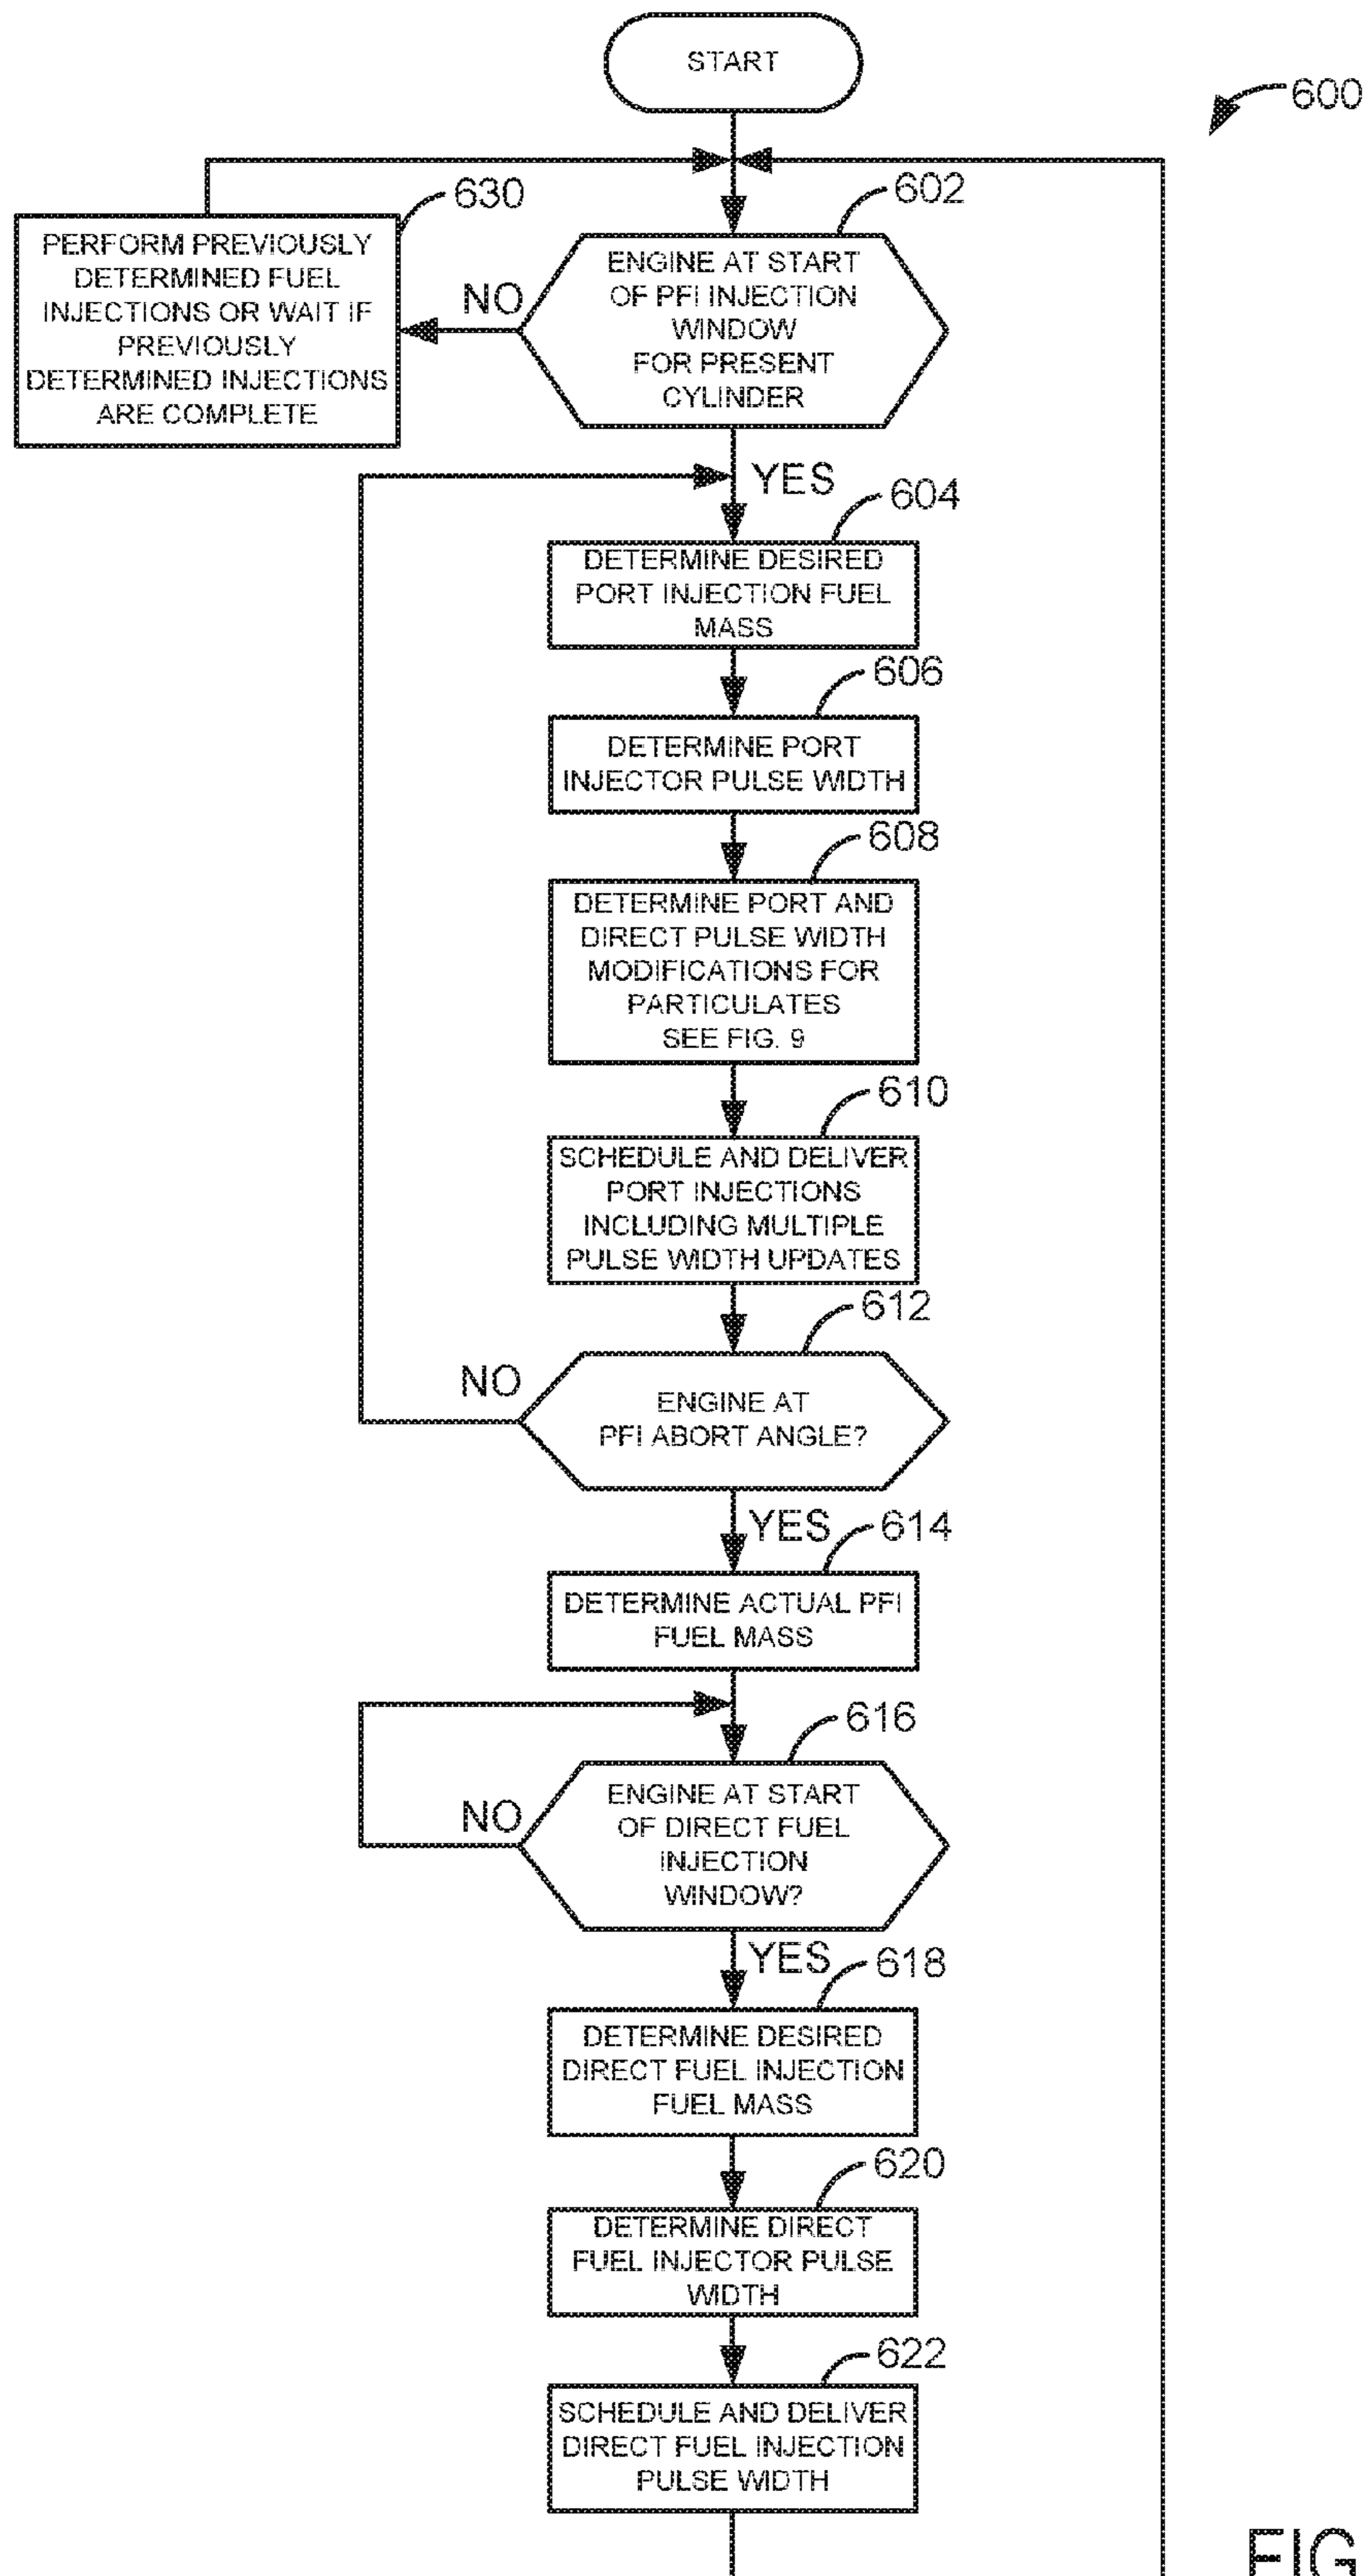 START
600
630
602
PERFORM PREVIOUSLY
DETERMINED FUEL
INJECTIONS OR WAIT IF
PREVIOUSLY
DETERMINED INJECTIONS
ARE COMPLETE
NO
ENGINE AT START
OF PFI INJECTION
WINDOW
FOR PRESENT
CYLINDER
YES
604
DETERMINE DESIRED
PORT INJECTION FUEL
MASS
606
DETERMINE PORT
INJECTOR PULSE WIDTH
608
DETERMINE PORT AND
DIRECT PULSE WIDTH
MODIFICATIONS FOR
PARTICULATES
SEE FIG. 9
610
SCHEDULE AND DELIVER
PORT INJECTIONS
INCLUDING MULTIPLE
PULSE WIDTH UPDATES
612
NO
ENGINE AT
PFI ABORT ANGLE?
YES
614
DETERMINE ACTUAL PFI
FUEL MASS
616
NO
ENGINE AT START
OF DIRECT FUEL
INJECTION
WINDOW?
YES
618
DETERMINE DESIRED
DIRECT FUEL INJECTION
FUEL MASS
620
DETERMINE DIRECT
FUEL INJECTOR PULSE
WIDTH
622
SCHEDULE AND DELIVER
DIRECT FUEL INJECTION
PULSE WIDTH
FIG